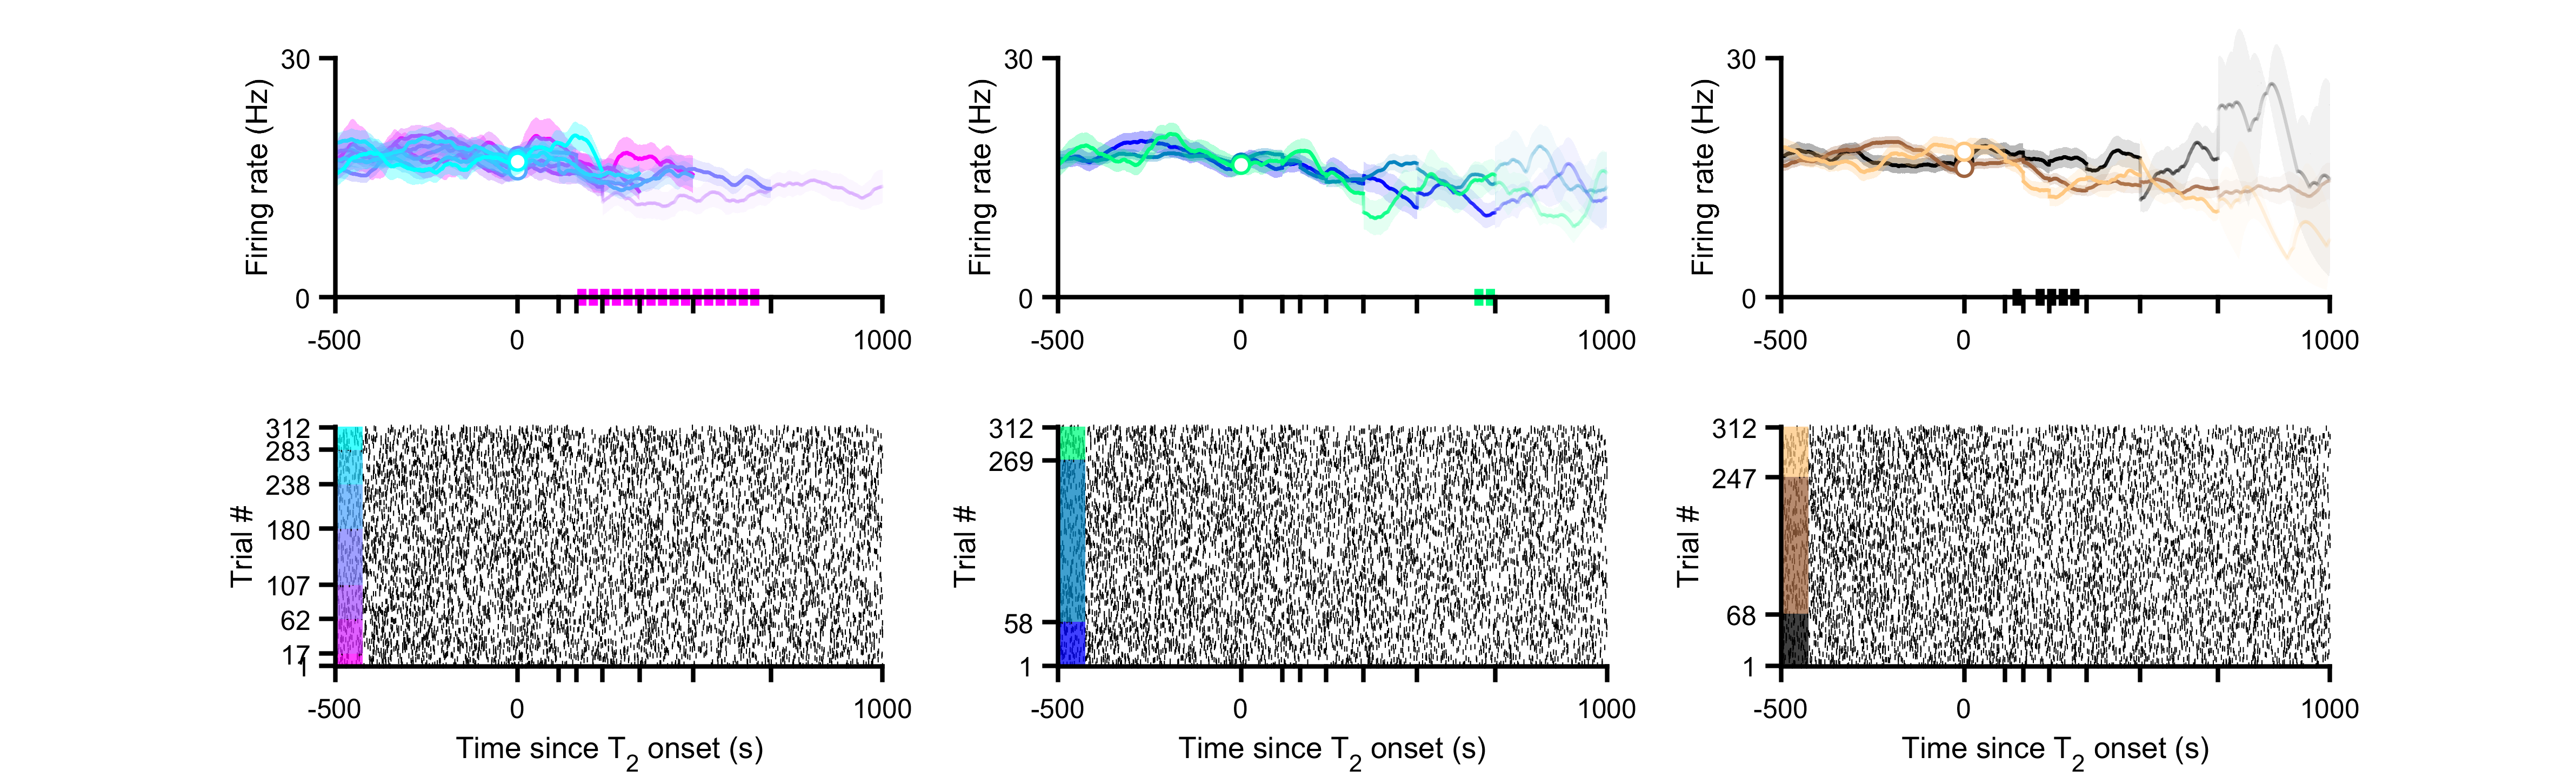 30
0
Firing rate (Hz)
-500 0 1000
30
0
Firing rate (Hz)
-500 0 1000
30
0
Firing rate (Hz)
-500 0 1000
312
283
238
180
107
62
17
1
Trial #
-500 0 1000
Time since T2 onset (s)
312
269
58
1
Trial #
-500 0 1000
Time since T2 onset (s)
312
247
68
1
Trial #
-500 0 1000
Time since T2 onset (s)